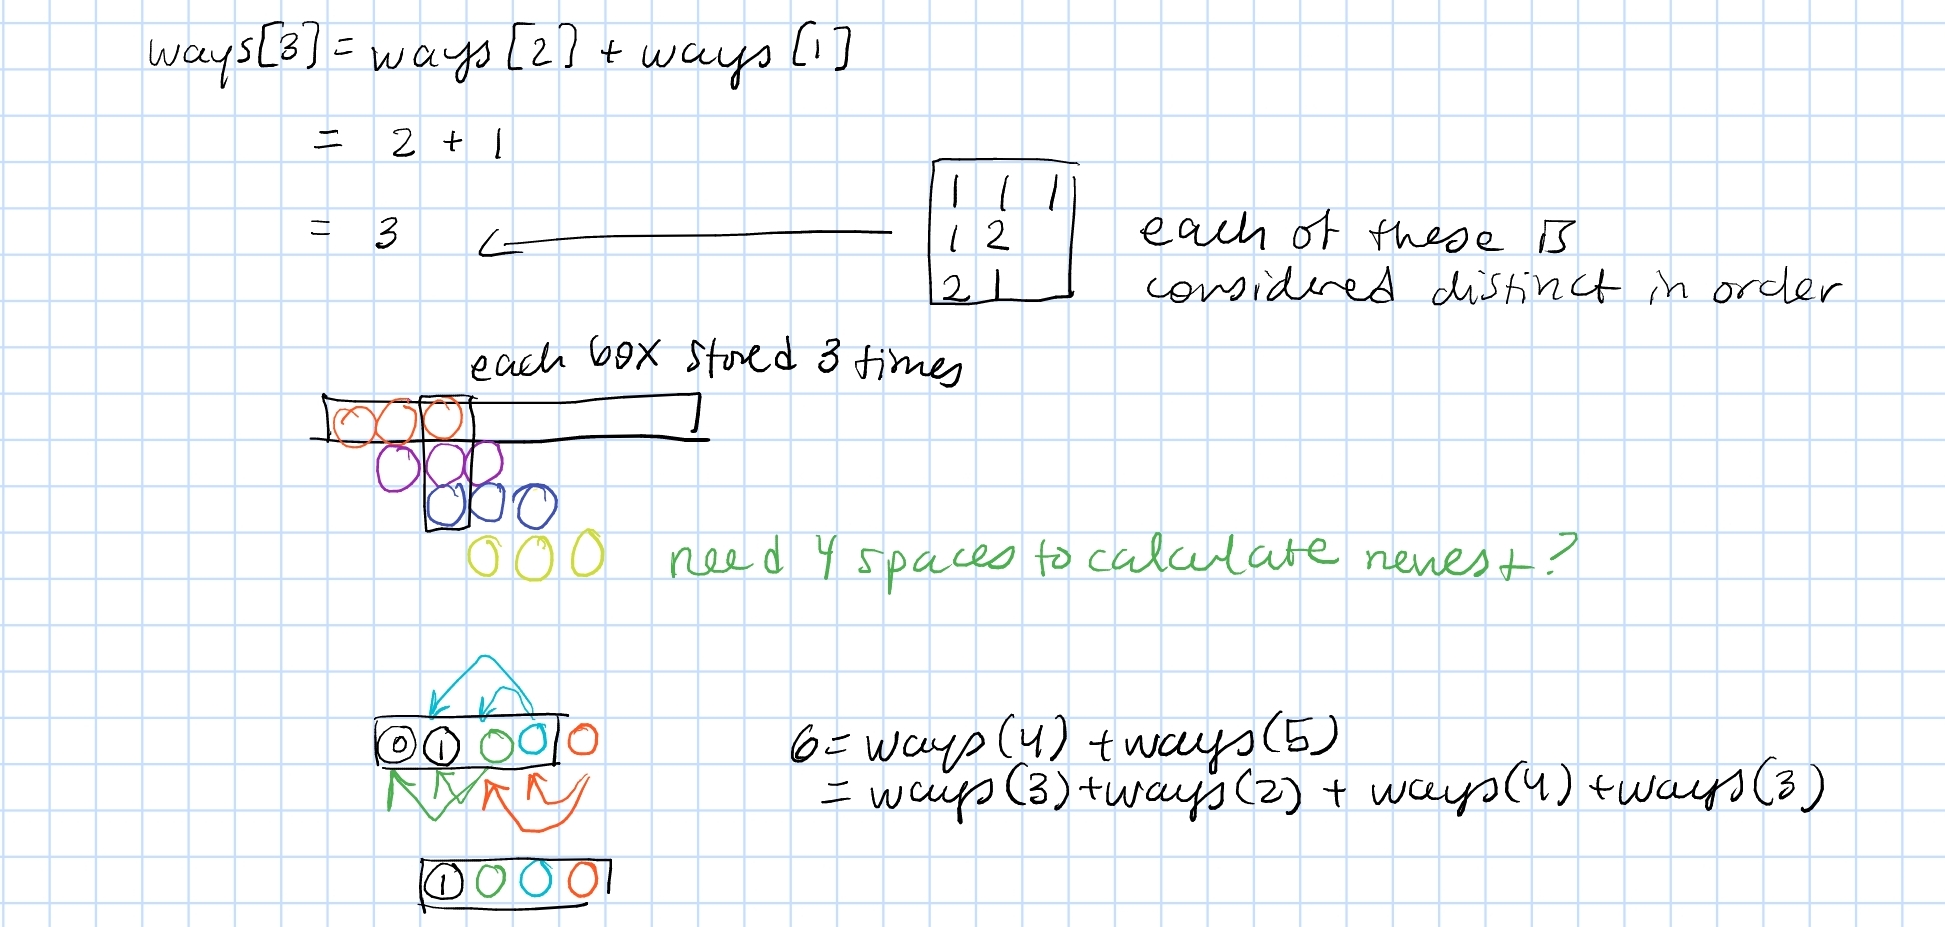 ways[3] = ways[2] + ways[1]
= 2 + 1
= 3
1 1 1
1 2
2 1
each of these is
considered distinct in order
each box stored 3 times
need 4 spaces to calculate newest?
0 1
6 = ways(4) + ways(5)
= ways(3) + ways(2) + ways(4) + ways(3)
1